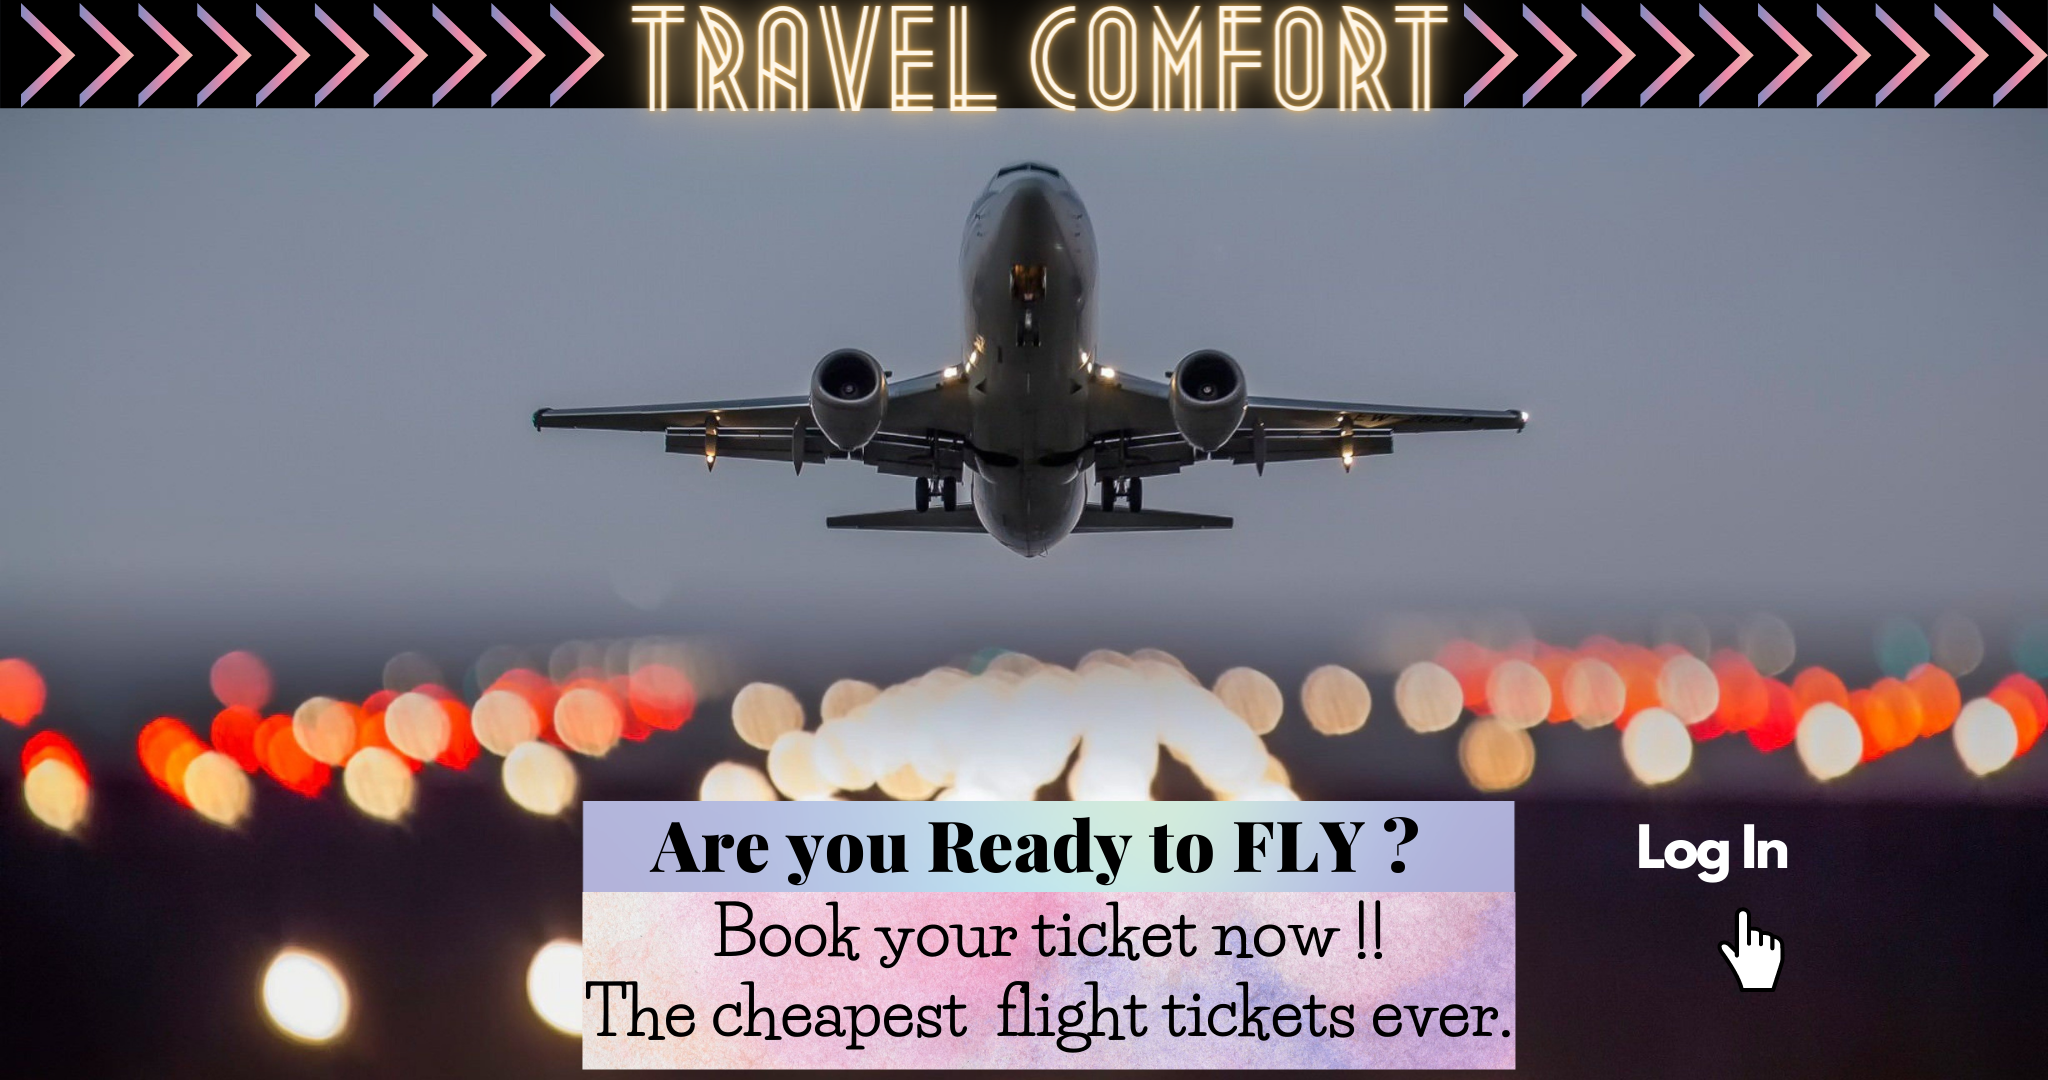 TRAVEL COMFORT
Are you Ready to FLY ?
Log In
Book your ticket now !!
The cheapest flight tickets ever.